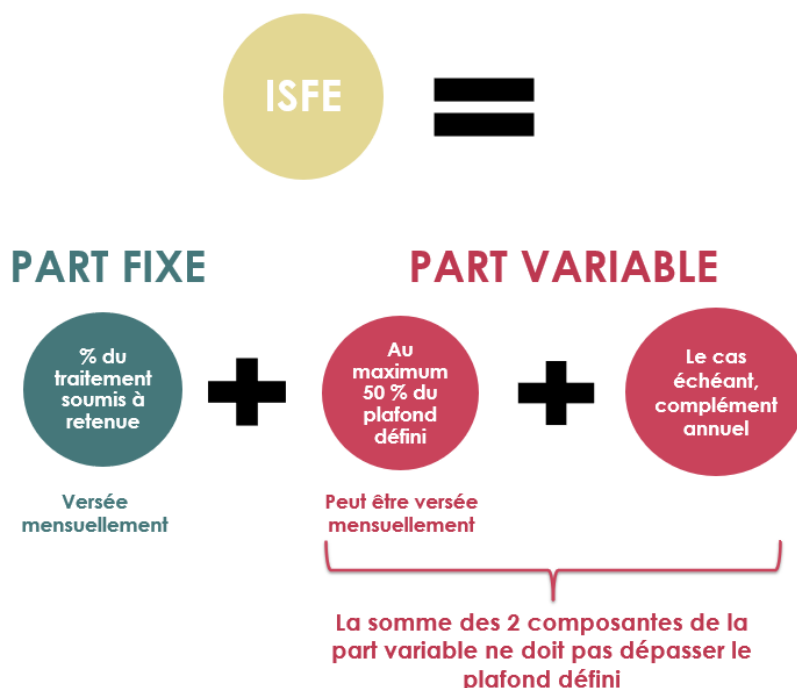 ISFE
PART FIXE
PART VARIABLE
% du
traitement
soumis à
retenue
Au
maximum
50 % du
plafond
défini
Le cas
échéant,
complément
annuel
Versée
mensuellement
Peut être versée
mensuellement
La somme des 2 composantes de la
part variable ne doit pas dépasser le
plafond défini